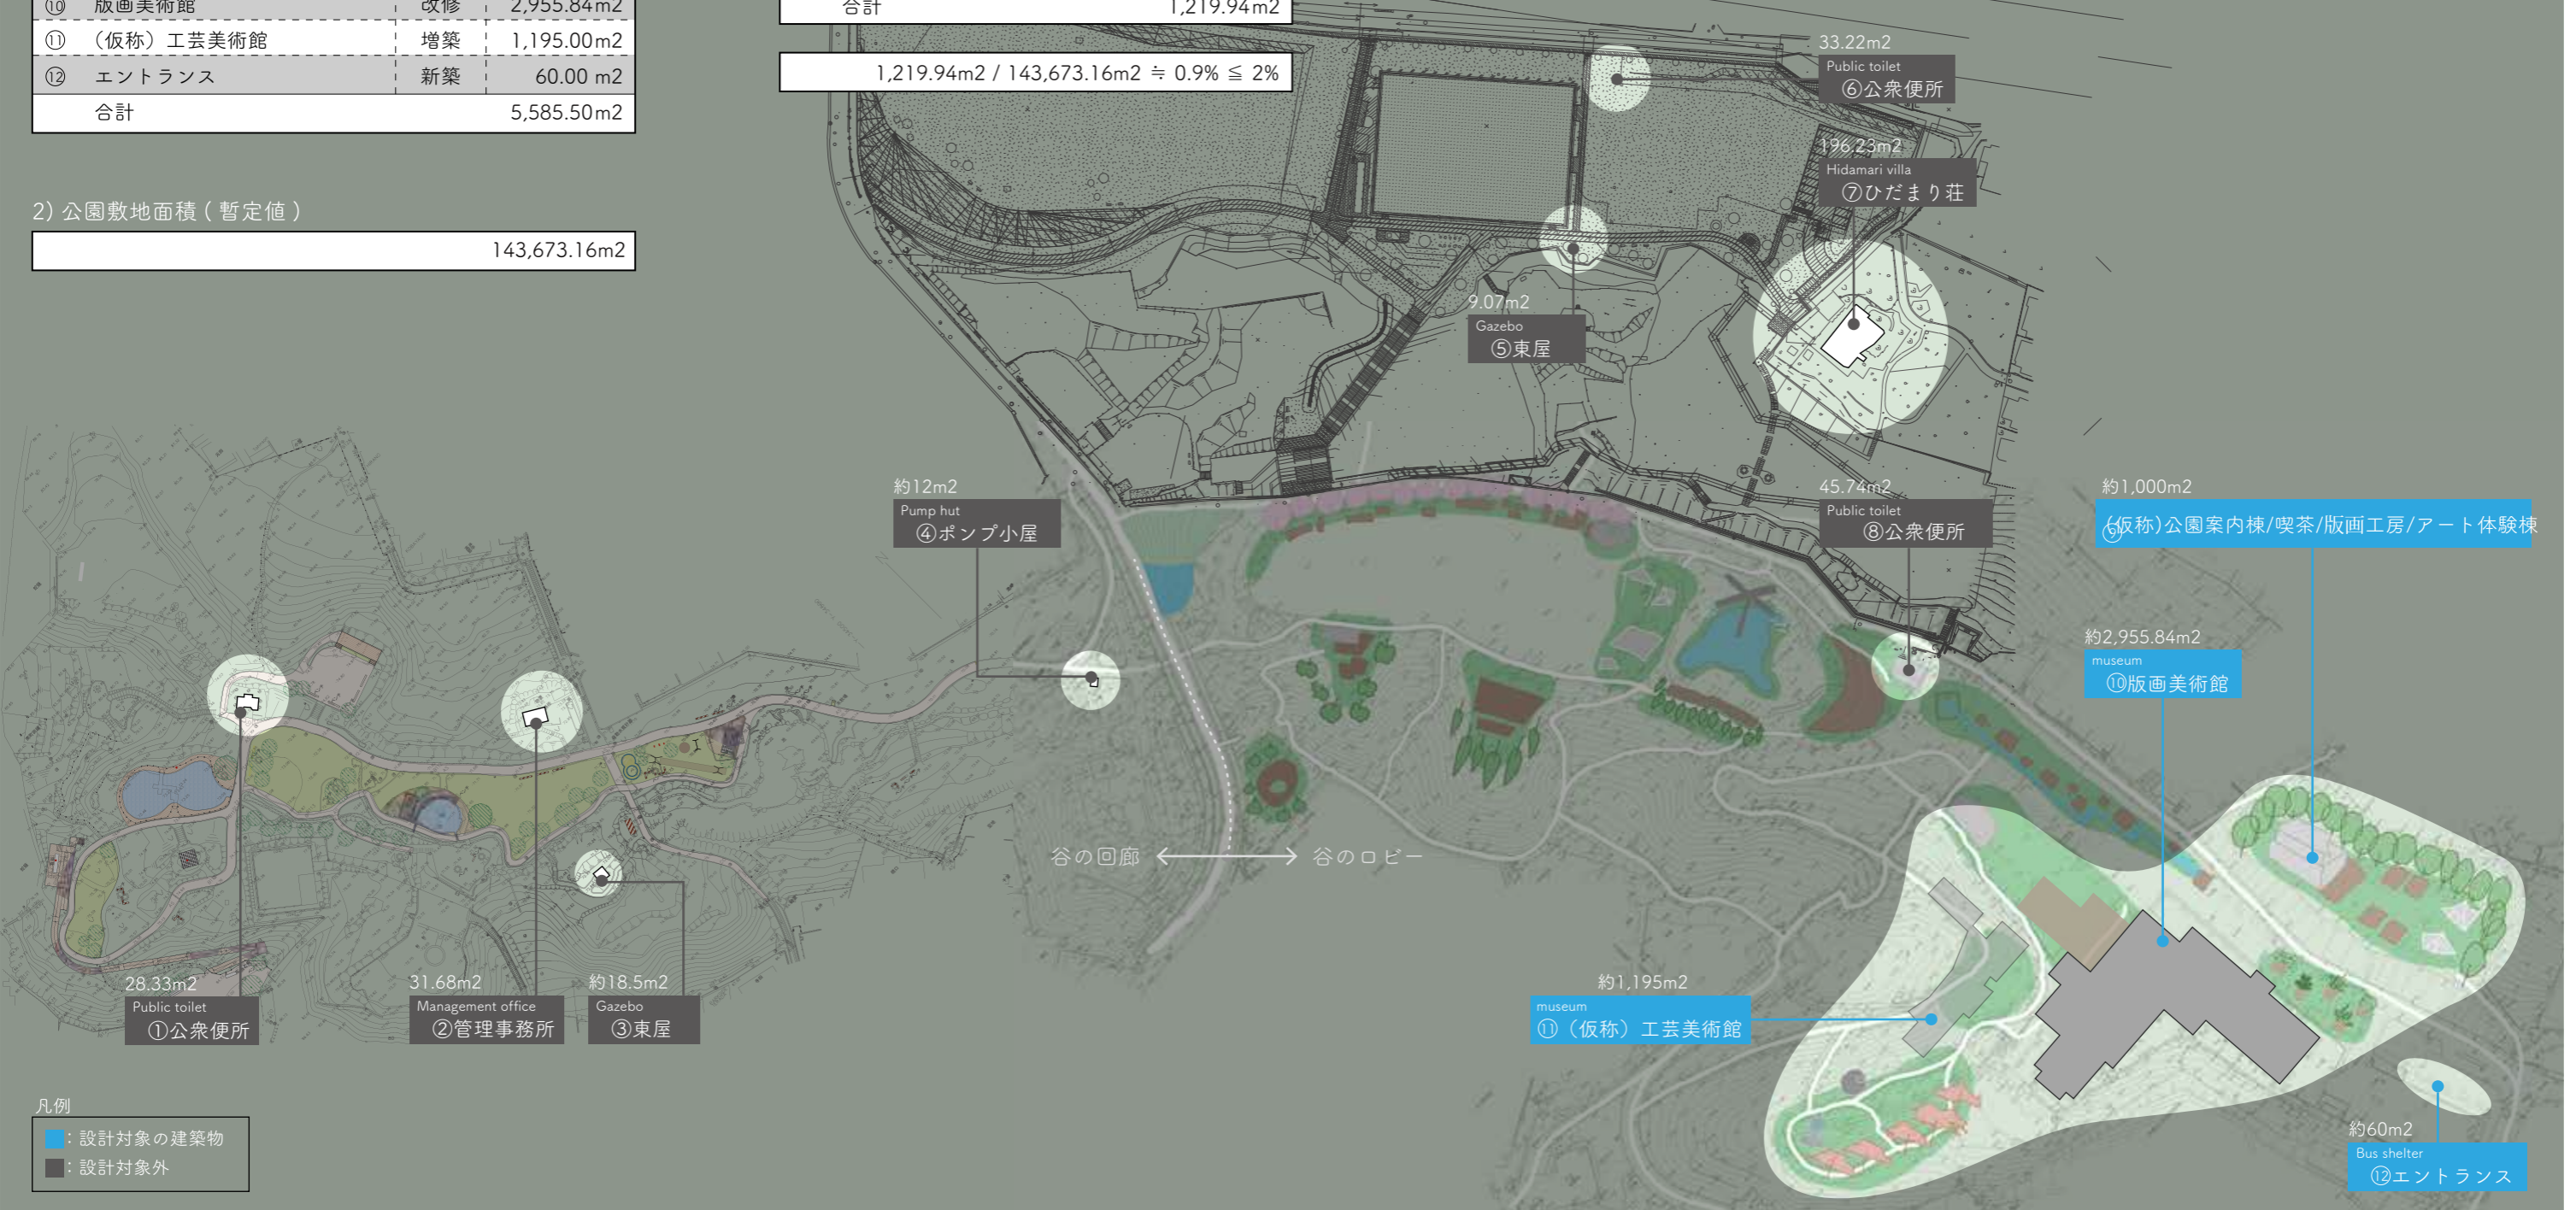 ⑩ 版画美術館 改修 2,955.84m2
⑪ （仮称）工芸美術館 増築 1,195.00m2
⑫ エントランス 新築 60.00 m2
合計 5,585.50m2
合計 1,219.94m2
1,219.94m2 / 143,673.16m2 ≒ 0.9% ≦ 2%
2) 公園敷地面積 ( 暫定値 )
143,673.16m2
33.22m2
Public toilet
⑥公衆便所
196.23m2
Hidamari villa
⑦ひだまり荘
9.07m2
Gazebo
⑤東屋
約12m2
Pump hut
④ポンプ小屋
45.74m2
Public toilet
⑧公衆便所
約1,000m2
⑨(仮称)公園案内棟/喫茶/版画工房/アート体験棟
約2,955.84m2
museum
⑩版画美術館
谷の回廊
谷のロビー
28.33m2
Public toilet
①公衆便所
31.68m2
Management office
②管理事務所
約18.5m2
Gazebo
③東屋
約1,195m2
museum
⑪（仮称）工芸美術館
約60m2
Bus shelter
⑫エントランス
凡例
：設計対象の建築物
：設計対象外